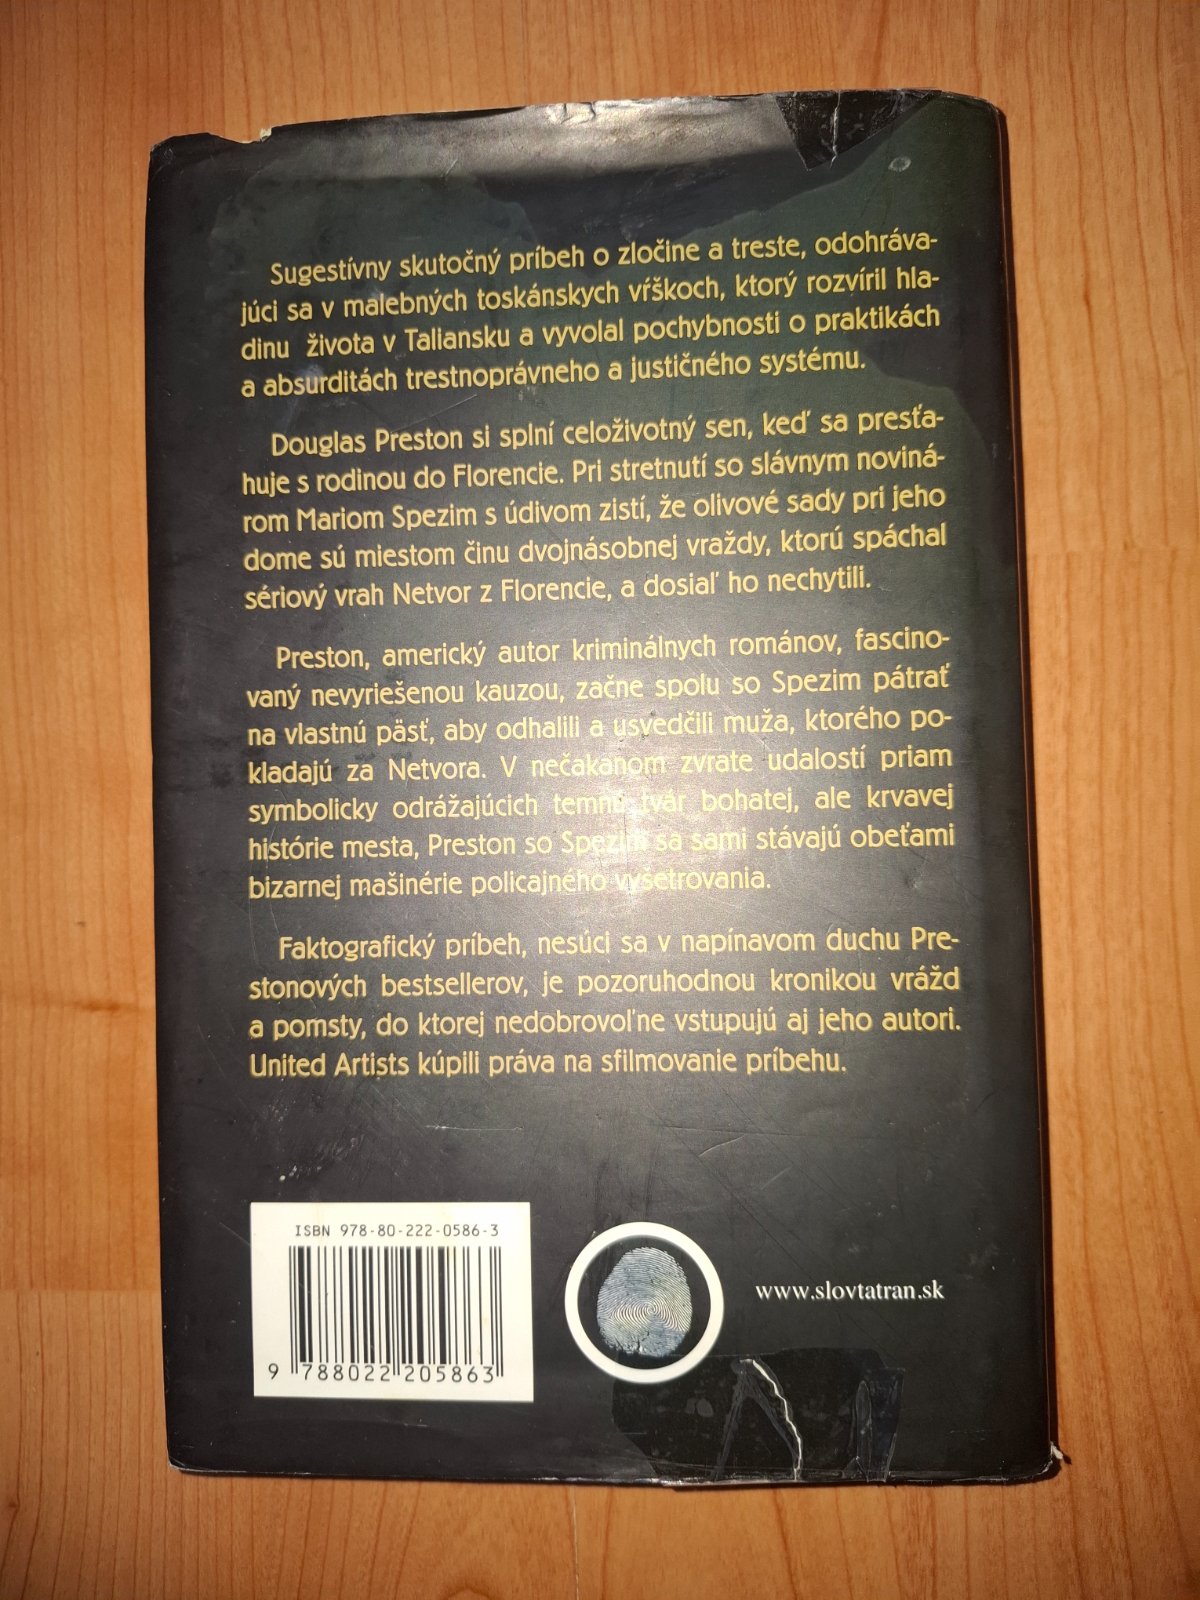 Sugestívny skutočný príbeh o zločine a treste, odohráva-
júci sa v malebných toskánskych vŕškoch, ktorý rozvíril hla-
dinu života v Taliansku a vyvolal pochybnosti o praktikách
a absurditách trestnoprávneho a justičného systému.
Douglas Preston si splní celoživotný sen, keď sa presťa-
huje s rodinou do Florencie. Pri stretnutí so slávnym noviná-
rom Mariom Spezim s údivom zistí, že olivové sady pri jeho
dome sú miestom činu dvojnásobnej vraždy, ktorú spáchal
sériový vrah Netvor z Florencie, a dosiaľ ho nechytili.
Preston, americký autor kriminálnych románov, fascino-
vaný nevyriešenou kauzou, začne spolu so Spezim pátrať
na vlastnú päsť, aby odhalili a usvedčili muža, ktorého po-
kladajú za Netvora. V nečakanom zvrate udalostí priam
symbolicky odrážajúcich temnú tvár bohatej, ale krvavej
histórie mesta, Preston so Spezim sa sami stávajú obeťami
bizarnej mašinérie policajného vyšetrovania.
Faktografický príbeh, nesúci sa v napínavom duchu Pre-
stonových bestsellerov, je pozoruhodnou kronikou vrážd
a pomsty, do ktorej nedobrovoľne vstupujú aj jeho autori.
United Artists kúpili práva na sfilmovanie príbehu.
ISBN 978-80-222-0586-3
9 788022 205863
www.slovtatran.sk